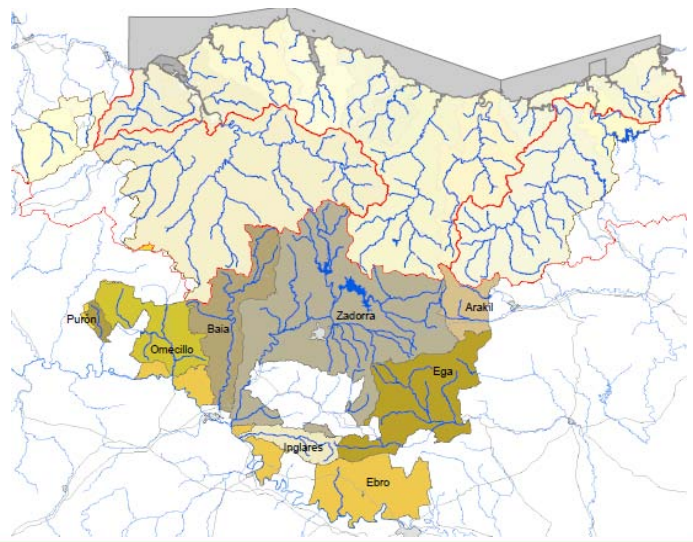 Arakil
Zadorra
Purón
Baia
Omecillo
Ega
Inglares
Ebro